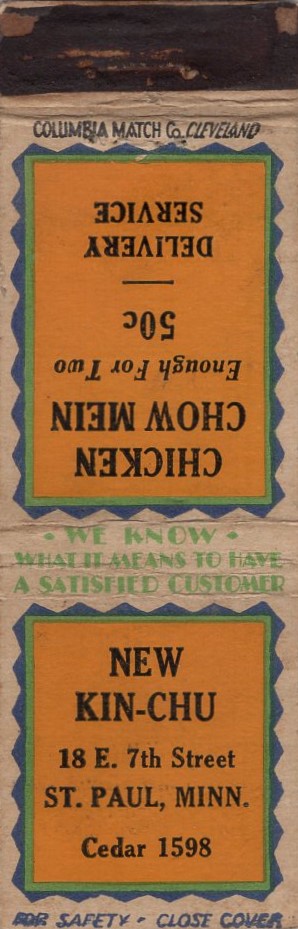 COLUMBIA MATCH Co. CLEVELAND
CHICKEN
CHOW MEIN
Enough For Two
50c
—
DELIVERY
SERVICE
• WE KNOW •
WHAT IT MEANS TO HAVE
A SATISFIED CUSTOMER
NEW
KIN-CHU
18 E. 7th Street
ST. PAUL, MINN.
Cedar 1598
FOR SAFETY - CLOSE COVER